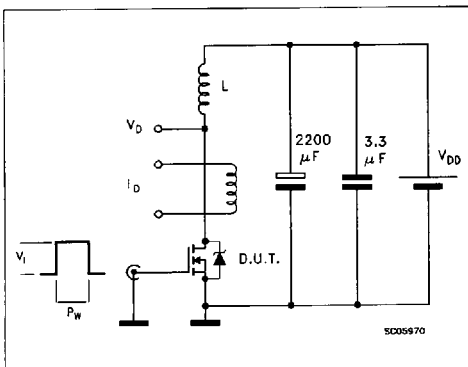 L
V_D
2200 μF
3.3 μF
V_DD
I_D
D.U.T.
V_i
P_W
SC05970